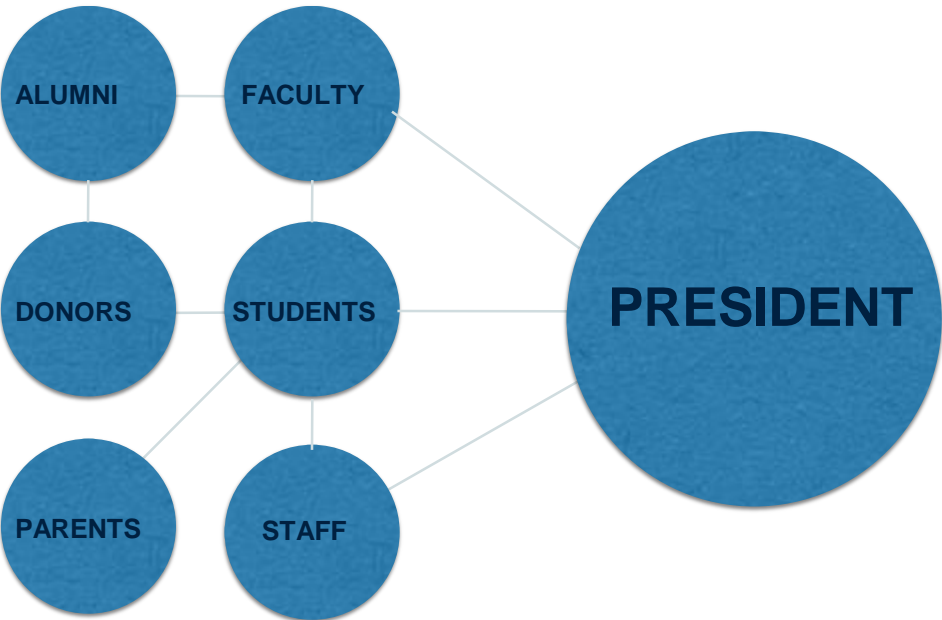 ALUMNI
FACULTY
DONORS
STUDENTS
PRESIDENT
PARENTS
STAFF